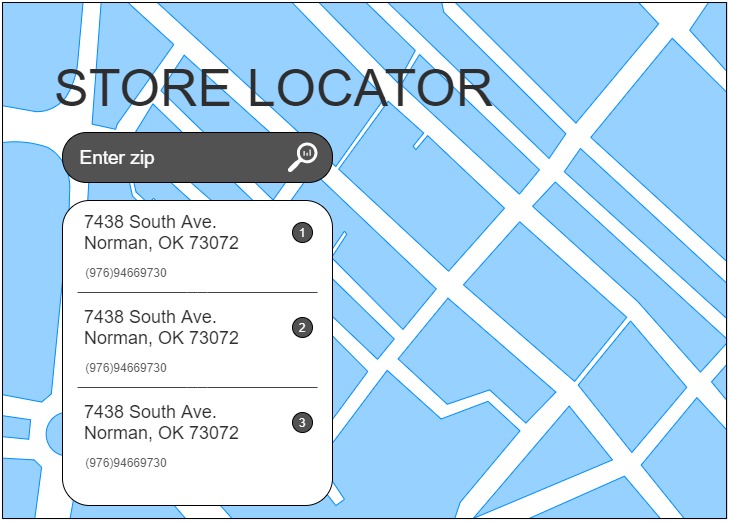 STORE LOCATOR
Enter zip
7438 South Ave.
Norman, OK 73072
1
(976)94669730
7438 South Ave.
Norman, OK 73072
2
(976)94669730
7438 South Ave.
Norman, OK 73072
3
(976)94669730